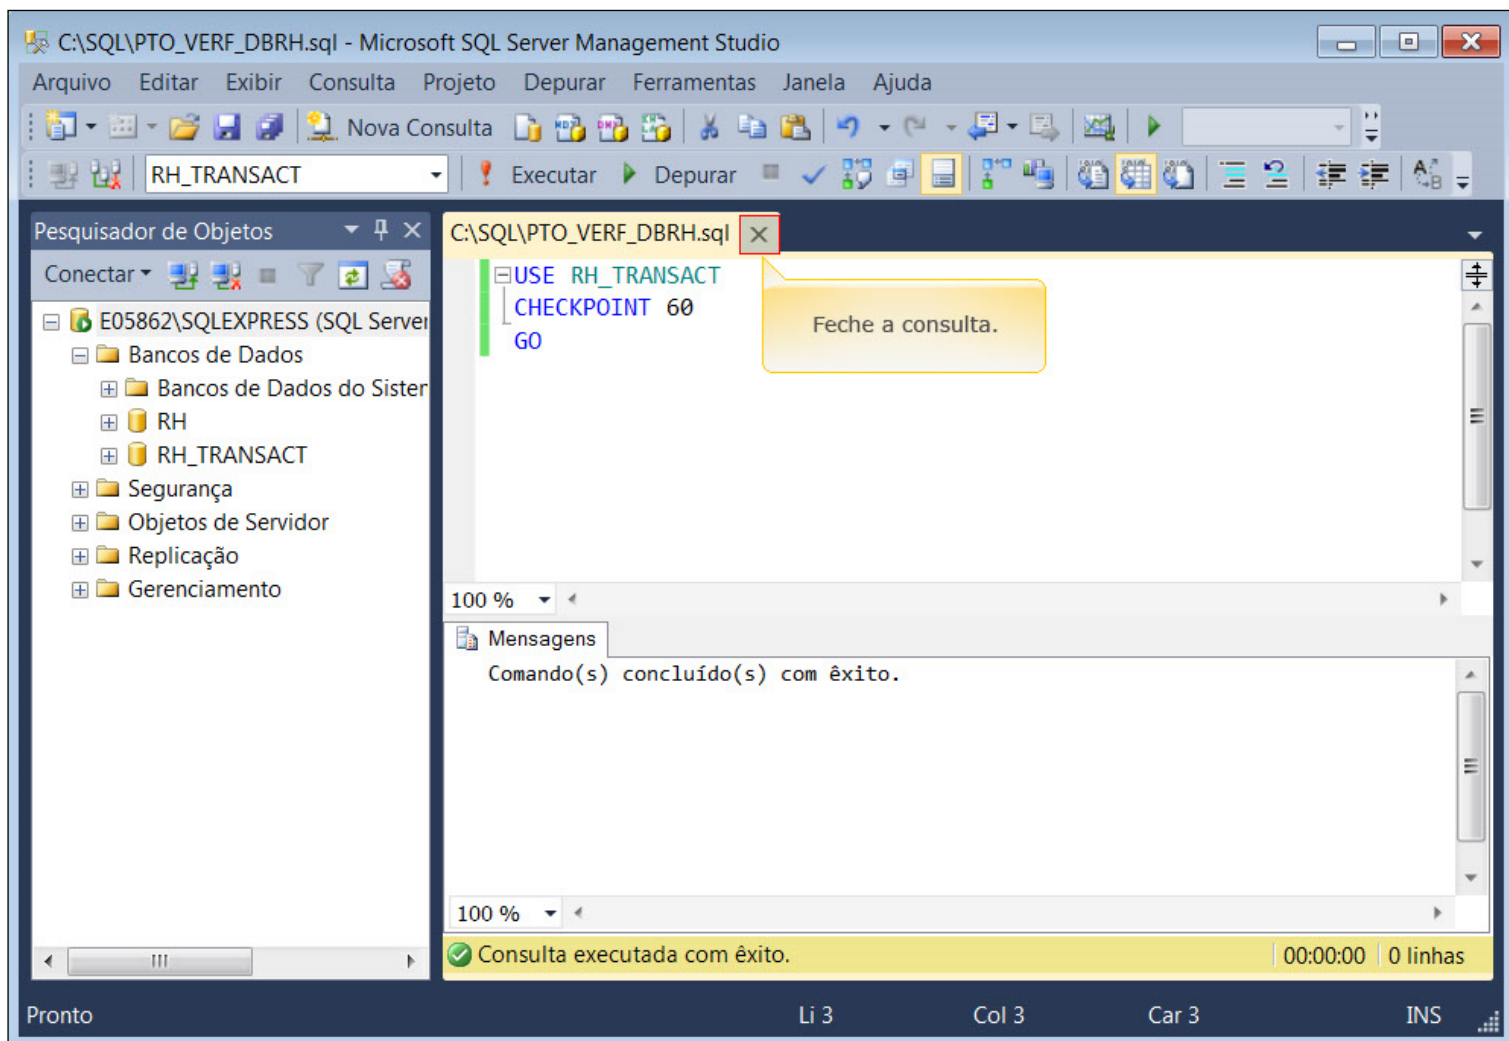 C:\SQL\PTO_VERF_DBRH.sql - Microsoft SQL Server Management Studio
Arquivo Editar Exibir Consulta Projeto Depurar Ferramentas Janela Ajuda
Nova Consulta
RH_TRANSACT
Executar Depurar
Pesquisador de Objetos
Conectar
E05862\SQLEXPRESS (SQL Server
Bancos de Dados
Bancos de Dados do Sister
RH
RH_TRANSACT
Segurança
Objetos de Servidor
Replicação
Gerenciamento
C:\SQL\PTO_VERF_DBRH.sql
USE RH_TRANSACT
CHECKPOINT 60
GO
Feche a consulta.
100 %
Mensagens
Comando(s) concluído(s) com êxito.
100 %
Consulta executada com êxito. 00:00:00 0 linhas
Pronto Li 3 Col 3 Car 3 INS